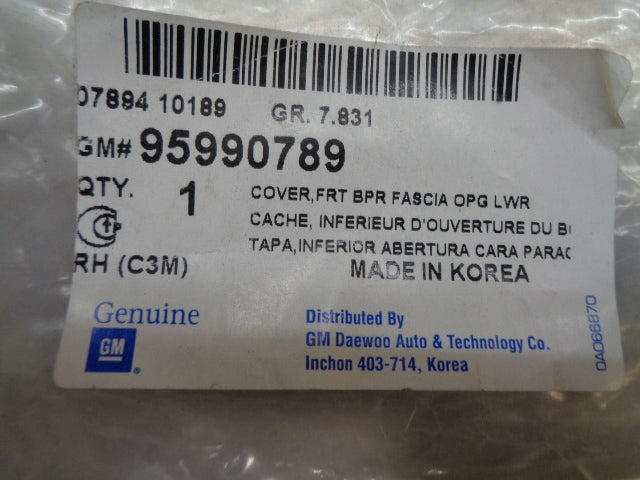 07894 10189 GR. 7.831
GM# 95990789
QTY. 1
COVER,FRT BPR FASCIA OPG LWR
CACHE, INFERIEUR D'OUVERTURE DU
TAPA,INFERIOR ABERTURA CARA PARAC
RH (C3M) MADE IN KOREA
Genuine
GM
Distributed By
GM Daewoo Auto & Technology Co.
Inchon 403-714, Korea
0A066870